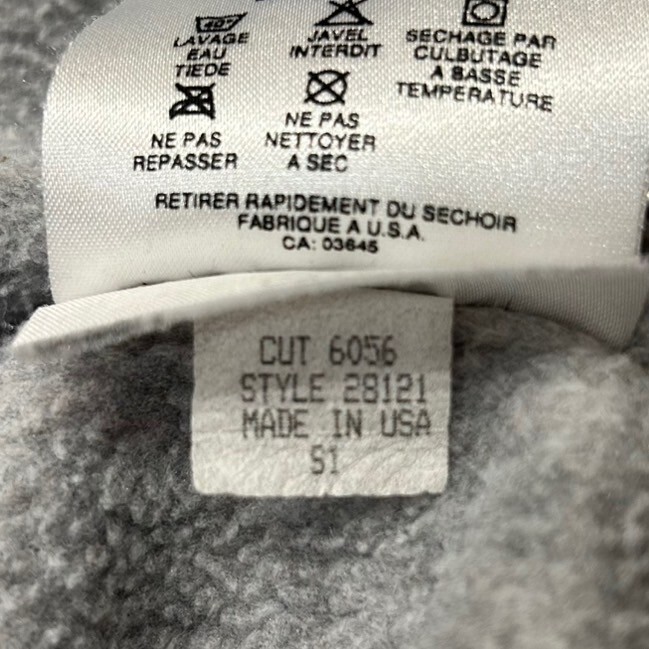 40°
LAVAGE
EAU
TIEDE
JAVEL
INTERDIT
SECHAGE PAR
CULBUTAGE
A BASSE
TEMPERATURE
NE PAS
REPASSER
NE PAS
NETTOYER
A SEC
RETIRER RAPIDEMENT DU SECHOIR
FABRIQUE A U.S.A.
CA: 03645
CUT 6056
STYLE 28121
MADE IN USA
S1